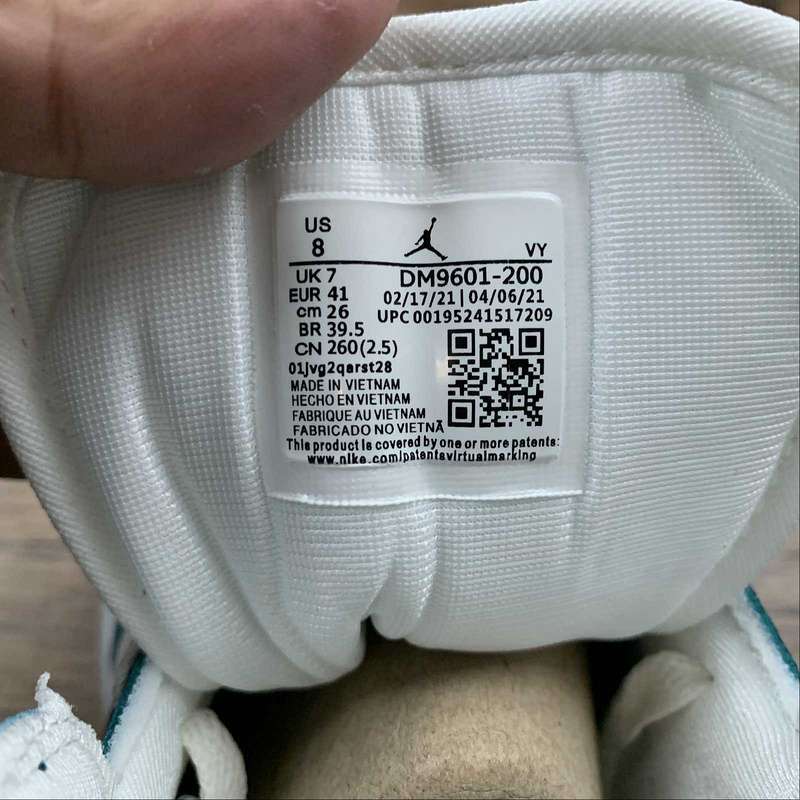 US
8
VY
UK 7
DM9601-200
EUR 41
02/17/21 | 04/06/21
cm 26
UPC 00195241517209
BR 39.5
CN 260(2.5)
01jvg2qarst28
MADE IN VIETNAM
HECHO EN VIETNAM
FABRIQUE AU VIETNAM
FABRICADO NO VIETNÃ
This product is covered by one or more patents:
www.nike.com/patentsvirtualmarking